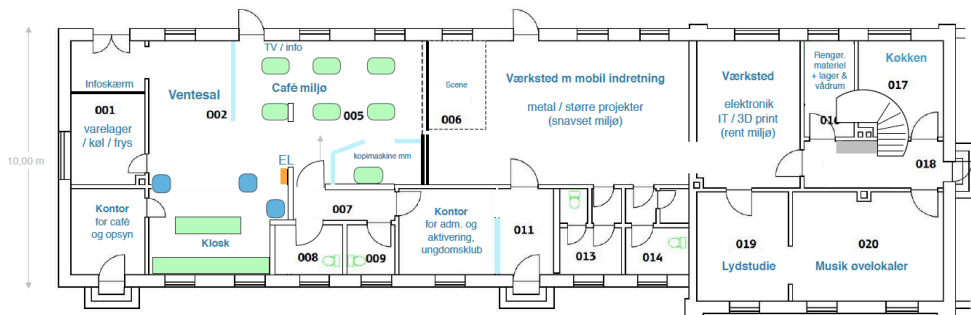 TV / info
Infoskærm
Ventesal
002
Café miljø
005
001
varelager
/ køl / frys
Scene
006
Værksted m mobil indretning
metal / større projekter
(snavset miljø)
Værksted
elektronik
IT / 3D print
(rent miljø)
Rengør.
materiel
+ lager &
vådrum
Køkken
017
018
10,00 m
EL
kopimaskine mm
007
Kontor
for café
og opsyn
Klosk
008
009
Kontor
for adm. og
aktivering,
ungdomsklub
011
013
014
019
Lydstudie
020
Musik øvelokaler